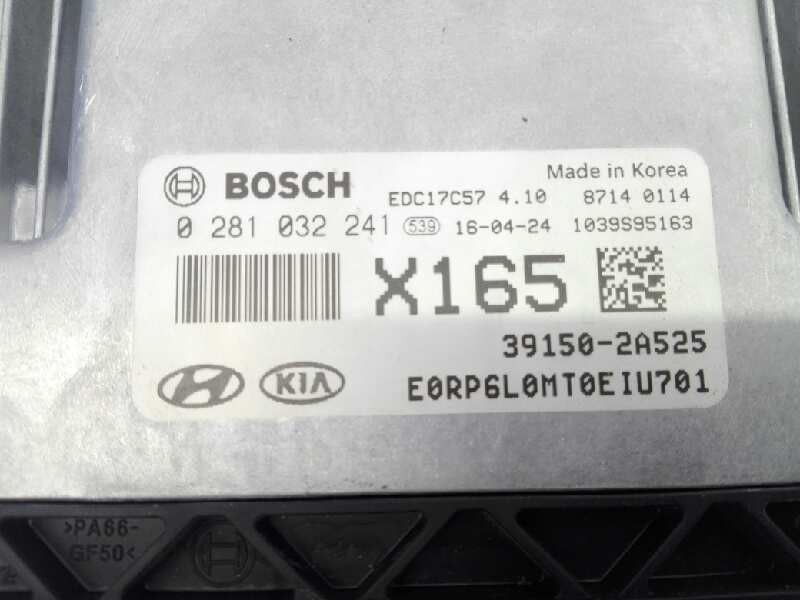 BOSCH
Made in Korea
EDC17C57 4.10 8714 0114
0 281 032 241 539 16-04-24 1039S95163
X165
39150-2A525
KIA
E0RP6L0MT0EIU701
>PA66-
GF50<